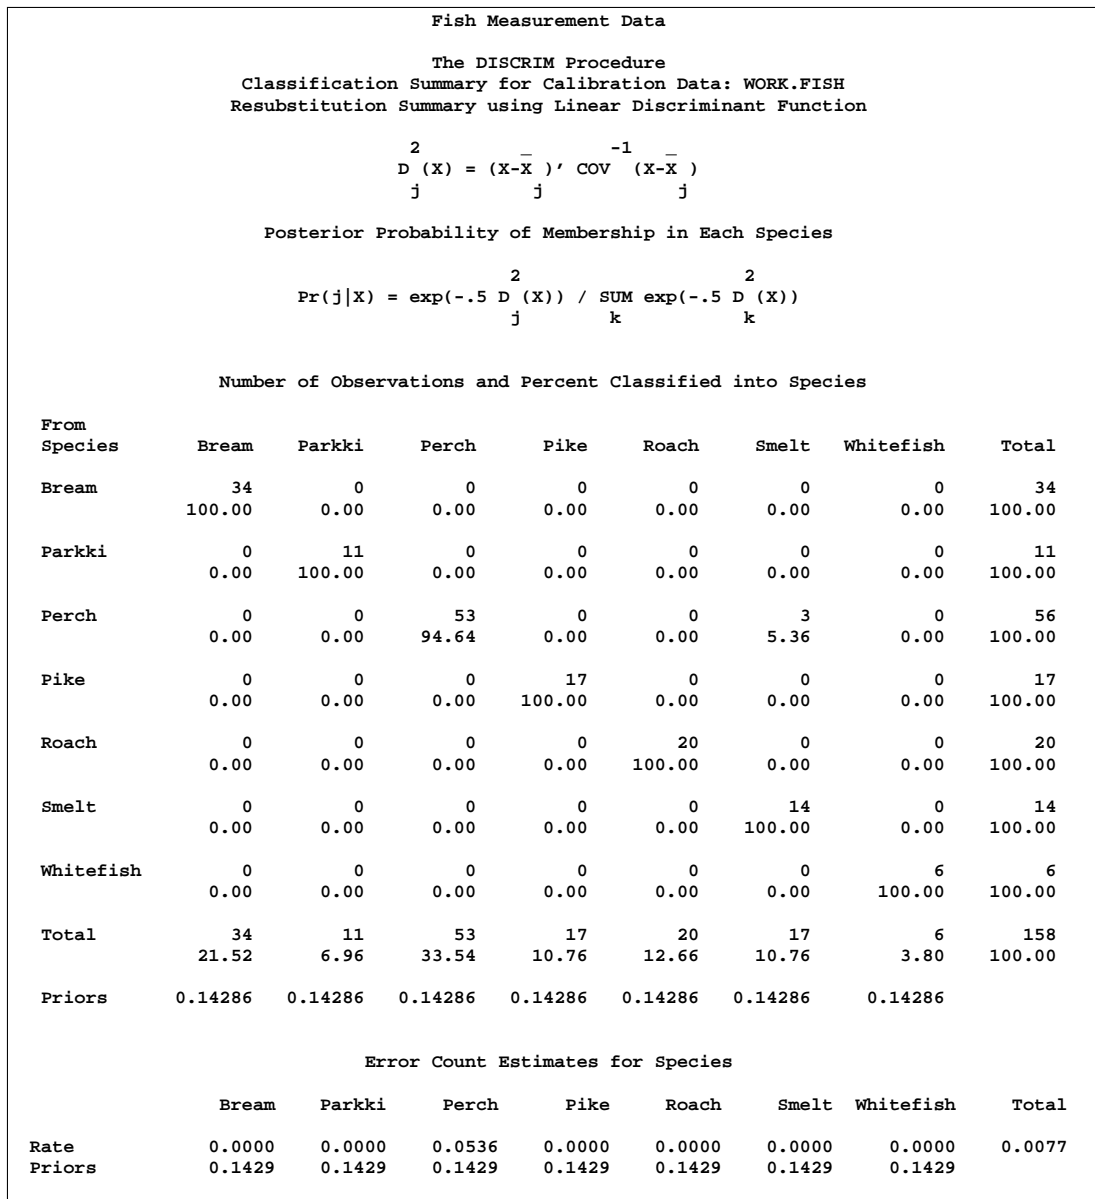 Fish Measurement Data
The DISCRIM Procedure
Classification Summary for Calibration Data: WORK.FISH
Resubstitution Summary using Linear Discriminant Function
2 _ -1 _
D (X) = (X-X )' COV (X-X )
j j j
Posterior Probability of Membership in Each Species
2 2
Pr(j|X) = exp(-.5 D (X)) / SUM exp(-.5 D (X))
j k k
Number of Observations and Percent Classified into Species
From
Species Bream Parkki Perch Pike Roach Smelt Whitefish Total
Bream 34 0 0 0 0 0 0 34
100.00 0.00 0.00 0.00 0.00 0.00 0.00 100.00
Parkki 0 11 0 0 0 0 0 11
0.00 100.00 0.00 0.00 0.00 0.00 0.00 100.00
Perch 0 0 53 0 0 3 0 56
0.00 0.00 94.64 0.00 0.00 5.36 0.00 100.00
Pike 0 0 0 17 0 0 0 17
0.00 0.00 0.00 100.00 0.00 0.00 0.00 100.00
Roach 0 0 0 0 20 0 0 20
0.00 0.00 0.00 0.00 100.00 0.00 0.00 100.00
Smelt 0 0 0 0 0 14 0 14
0.00 0.00 0.00 0.00 0.00 100.00 0.00 100.00
Whitefish 0 0 0 0 0 0 6 6
0.00 0.00 0.00 0.00 0.00 0.00 100.00 100.00
Total 34 11 53 17 20 17 6 158
21.52 6.96 33.54 10.76 12.66 10.76 3.80 100.00
Priors 0.14286 0.14286 0.14286 0.14286 0.14286 0.14286 0.14286
Error Count Estimates for Species
Bream Parkki Perch Pike Roach Smelt Whitefish Total
Rate 0.0000 0.0000 0.0536 0.0000 0.0000 0.0000 0.0000 0.0077
Priors 0.1429 0.1429 0.1429 0.1429 0.1429 0.1429 0.1429